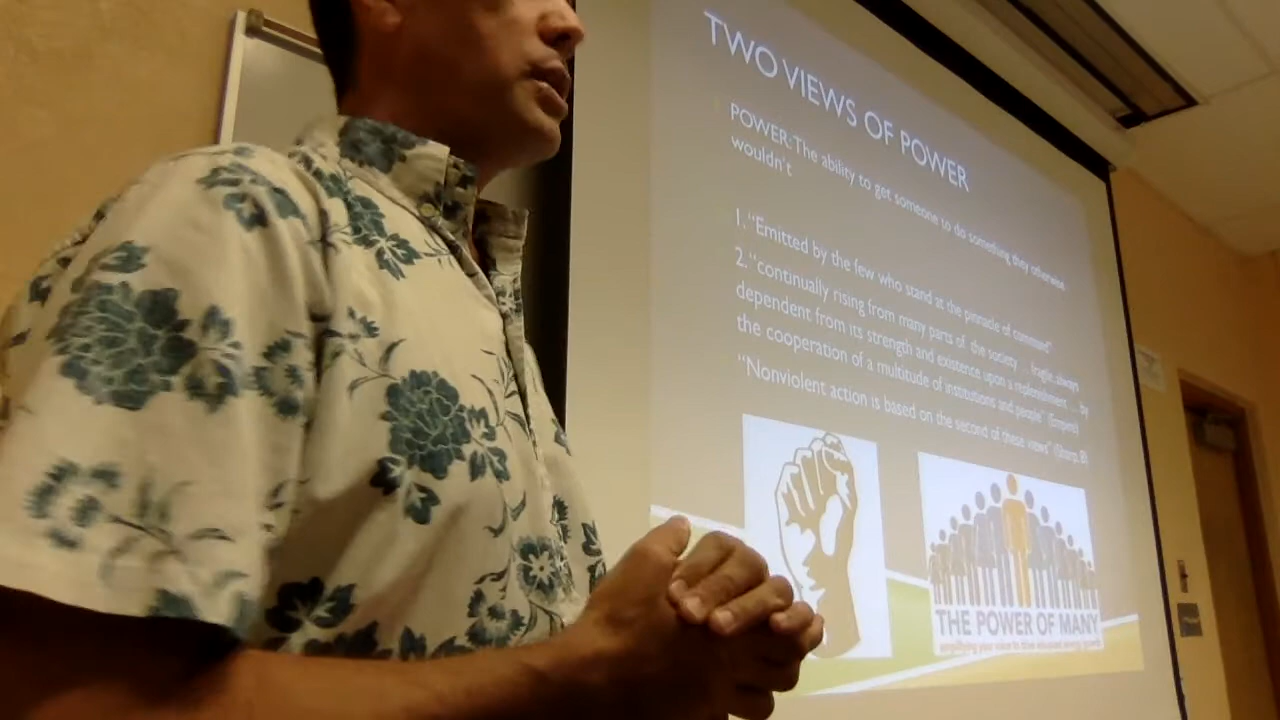 TWO VIEWS OF POWER
POWER: The ability to get someone to do something they otherwise
wouldn't
1. "Emitted by the few who stand at the pinnacle of command"
2. "continually rising from many parts of the society ... fragile, always
dependent from its strength and existence upon a replenishment ... by
the cooperation of a multitude of institutions and people"
"Nonviolent action is based on the second of these views" (Sharp, 8)
THE POWER OF MANY